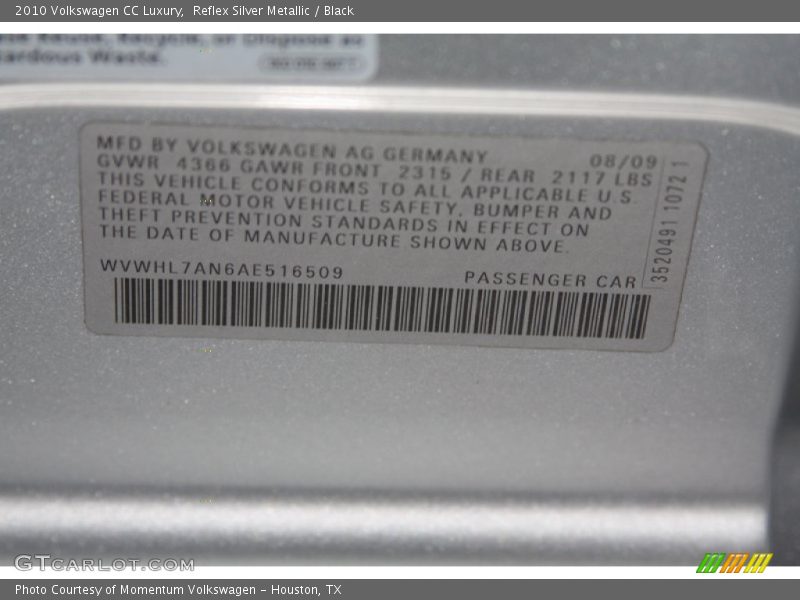 2010 Volkswagen CC Luxury, Reflex Silver Metallic / Black
Hazardous Waste.
MFD BY VOLKSWAGEN AG GERMANY 08/09
GVWR 4366 GAWR FRONT 2315 / REAR 2117 LBS
THIS VEHICLE CONFORMS TO ALL APPLICABLE U.S.
FEDERAL MOTOR VEHICLE SAFETY, BUMPER AND
THEFT PREVENTION STANDARDS IN EFFECT ON
THE DATE OF MANUFACTURE SHOWN ABOVE.
3520491 10721
WVWHL7AN6AE516509 PASSENGER CAR
GTcarlot.com
Photo Courtesy of Momentum Volkswagen - Houston, TX